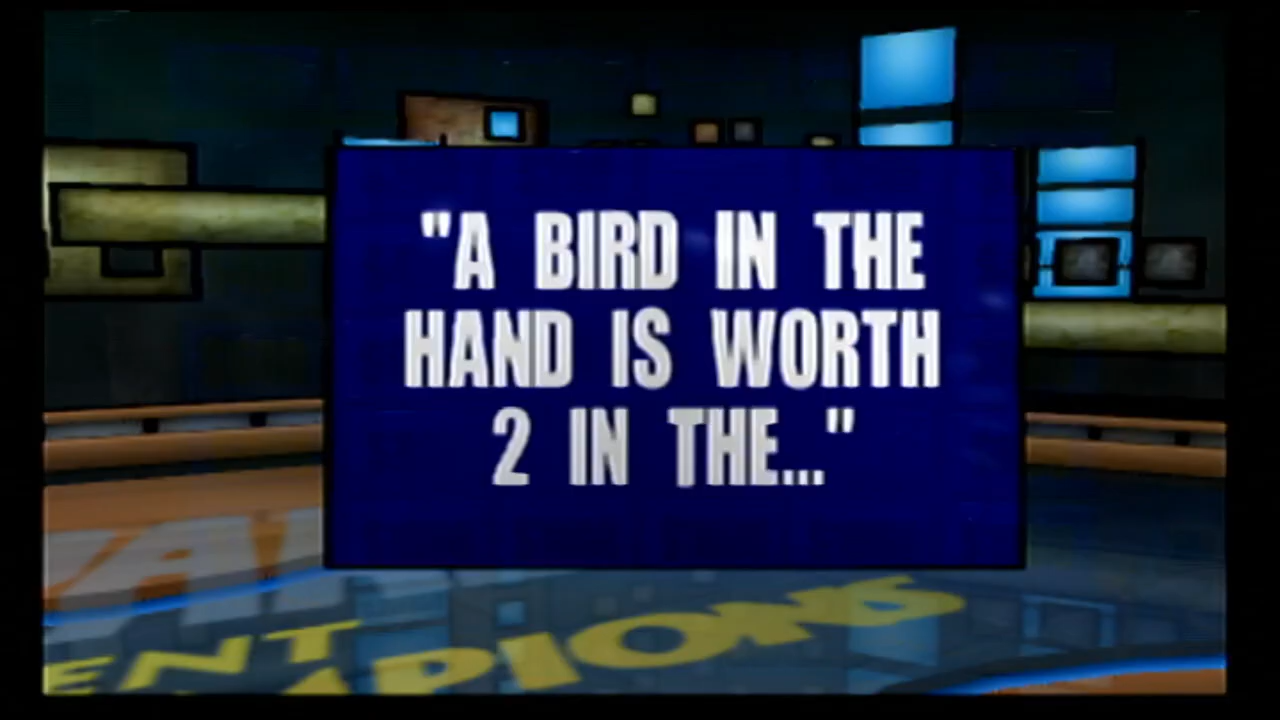 "A BIRD IN THE
HAND IS WORTH
2 IN THE..."